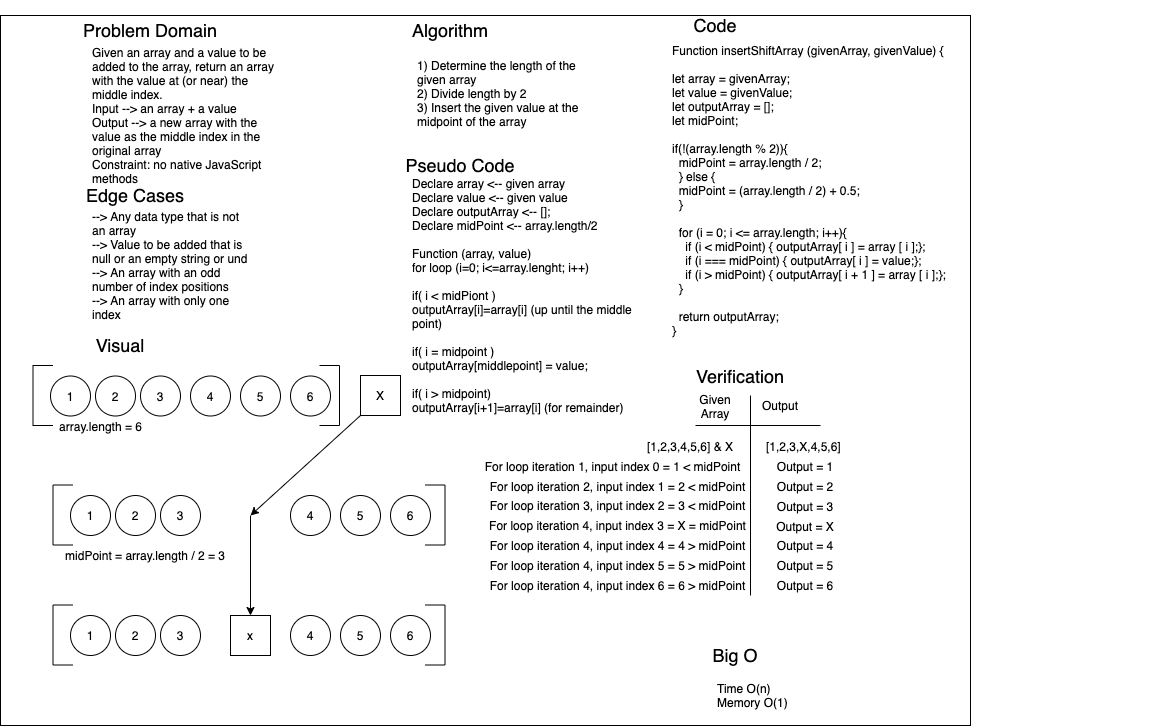 Problem Domain
Given an array and a value to be
added to the array, return an array
with the value at (or near) the
middle index.
Input --> an array + a value
Output --> a new array with the
value as the middle index in the
original array
Constraint: no native JavaScript
methods
Edge Cases
--> Any data type that is not
an array
--> Value to be added that is
null or an empty string or und
--> An array with an odd
number of index positions
--> An array with only one
index
Visual
1 2 3 4 5 6 X
array.length = 6
1 2 3 4 5 6
midPoint = array.length / 2 = 3
1 2 3 x 4 5 6
Algorithm
1) Determine the length of the
given array
2) Divide length by 2
3) Insert the given value at the
midpoint of the array
Pseudo Code
Declare array <-- given array
Declare value <-- given value
Declare outputArray <-- [];
Declare midPoint <-- array.length/2
Function (array, value)
for loop (i=0; i<=array.lenght; i++)
if( i < midPiont )
outputArray[i]=array[i] (up until the middle
point)
if( i = midpoint )
outputArray[middlepoint] = value;
if( i > midpoint)
outputArray[i+1]=array[i] (for remainder)
Code
Function insertShiftArray (givenArray, givenValue) {
let array = givenArray;
let value = givenValue;
let outputArray = [];
let midPoint;
if(!(array.length % 2)){
midPoint = array.length / 2;
} else {
midPoint = (array.length / 2) + 0.5;
}
for (i = 0; i <= array.length; i++){
if (i < midPoint) { outputArray[ i ] = array [ i ];};
if (i === midPoint) { outputArray[ i ] = value;};
if (i > midPoint) { outputArray[ i + 1 ] = array [ i ];};
}
return outputArray;
}
Verification
Given
Array
Output
[1,2,3,4,5,6] & X [1,2,3,X,4,5,6]
For loop iteration 1, input index 0 = 1 < midPoint Output = 1
For loop iteration 2, input index 1 = 2 < midPoint Output = 2
For loop iteration 3, input index 2 = 3 < midPoint Output = 3
For loop iteration 4, input index 3 = X = midPoint Output = X
For loop iteration 4, input index 4 = 4 > midPoint Output = 4
For loop iteration 4, input index 5 = 5 > midPoint Output = 5
For loop iteration 4, input index 6 = 6 > midPoint Output = 6
Big O
Time O(n)
Memory O(1)